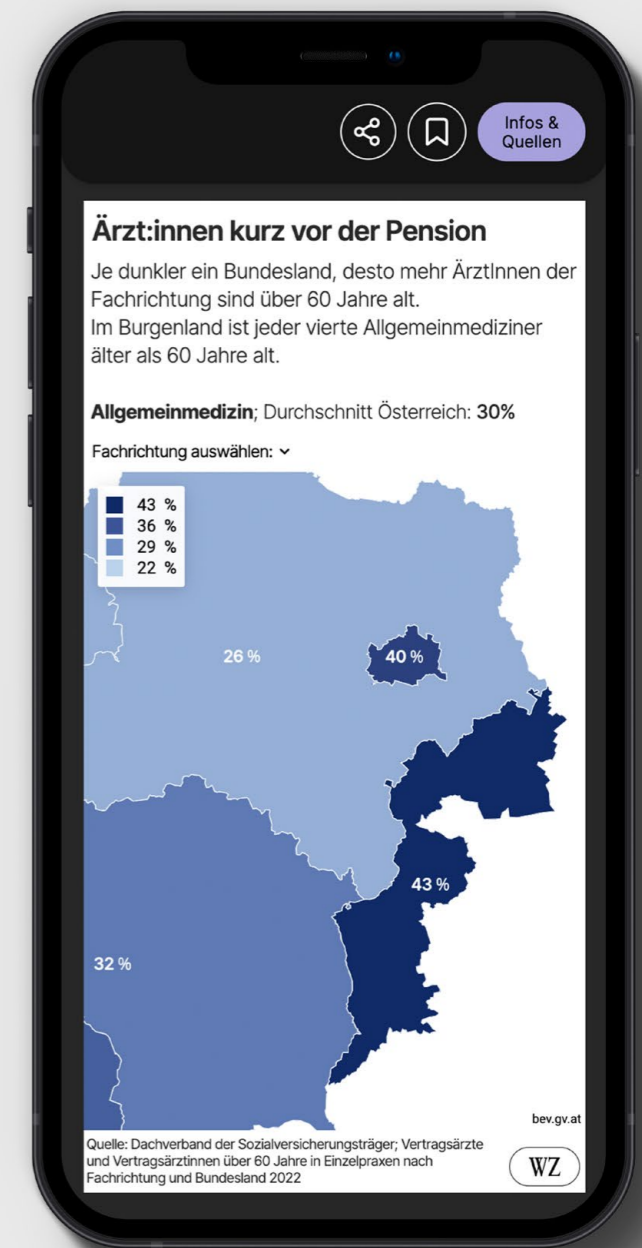 Infos &
Quellen
Ärzt:innen kurz vor der Pension
Je dunkler ein Bundesland, desto mehr ÄrztInnen der
Fachrichtung sind über 60 Jahre alt.
Im Burgenland ist jeder vierte Allgemeinmediziner
älter als 60 Jahre alt.
Allgemeinmedizin; Durchschnitt Österreich: 30%
Fachrichtung auswählen:
43 %
36 %
29 %
22 %
26 %
40 %
43 %
32 %
bev.gv.at
Quelle: Dachverband der Sozialversicherungsträger; Vertragsärzte
und Vertragsärztinnen über 60 Jahre in Einzelpraxen nach
Fachrichtung und Bundesland 2022
WZ